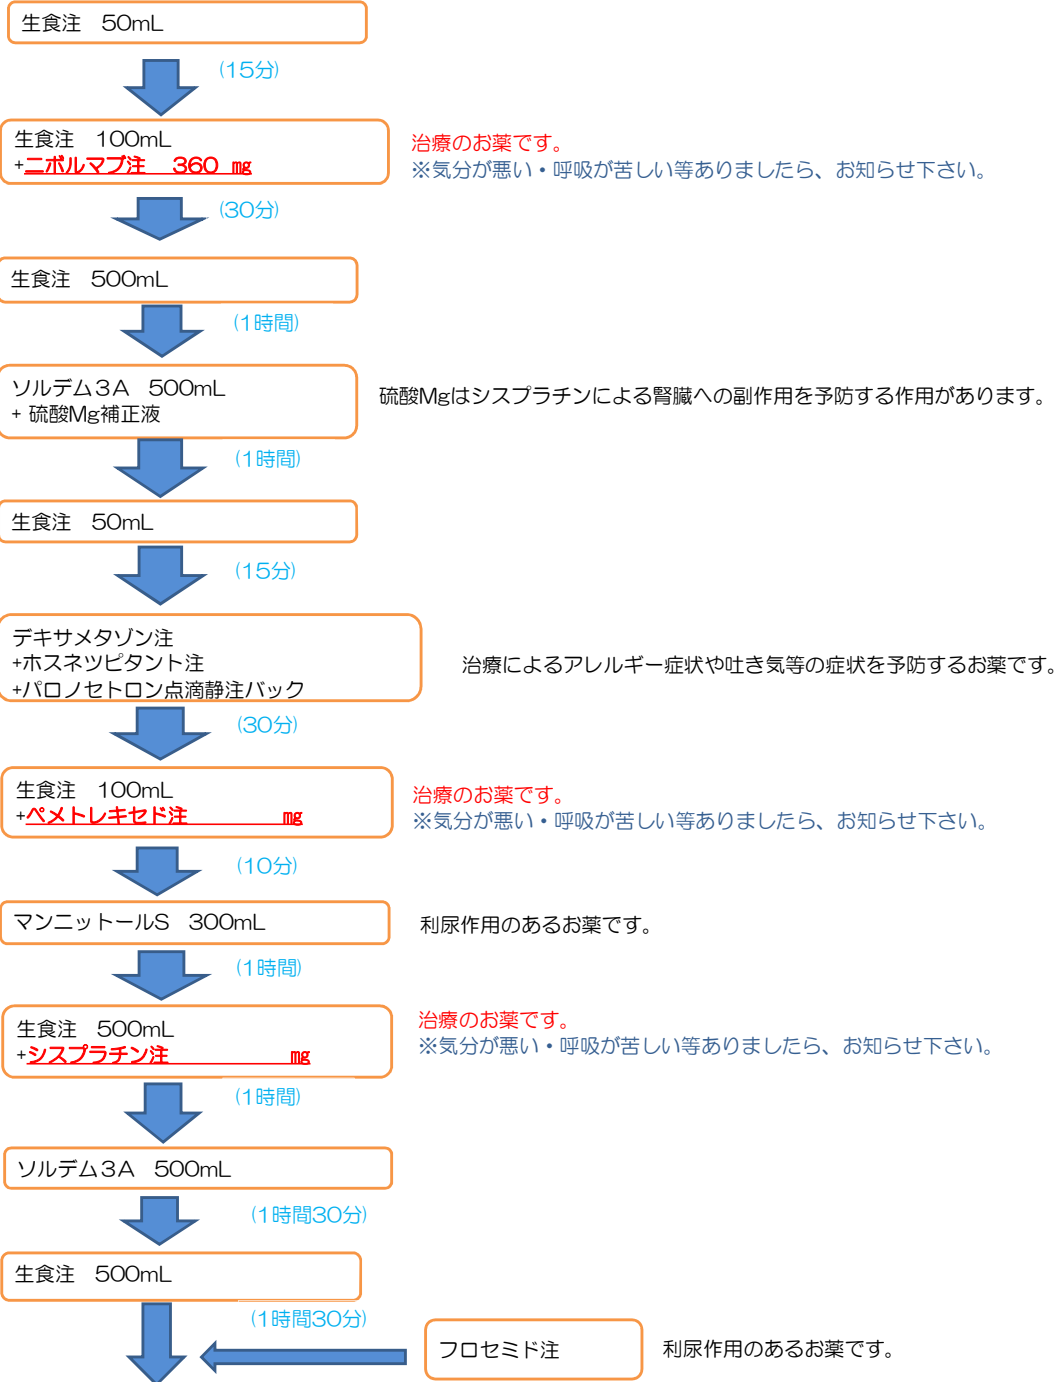 生食注　50mL
(15分)
生食注　100mL
+ニボルマブ注　360 mg
治療のお薬です。
※気分が悪い・呼吸が苦しい等ありましたら、お知らせ下さい。
(30分)
生食注　500mL
(1時間)
ソルデム3A　500mL
+ 硫酸Mg補正液
硫酸Mgはシスプラチンによる腎臓への副作用を予防する作用があります。
(1時間)
生食注　50mL
(15分)
デキサメタゾン注
+ホスネツピタント注
+パロノセトロン点滴静注バック
治療によるアレルギー症状や吐き気等の症状を予防するお薬です。
(30分)
生食注　100mL
+ペメトレキセド注　　　　mg
治療のお薬です。
※気分が悪い・呼吸が苦しい等ありましたら、お知らせ下さい。
(10分)
マンニットールS　300mL
利尿作用のあるお薬です。
(1時間)
生食注　500mL
+シスプラチン注　　　　mg
治療のお薬です。
※気分が悪い・呼吸が苦しい等ありましたら、お知らせ下さい。
(1時間)
ソルデム3A　500mL
(1時間30分)
生食注　500mL
(1時間30分)
フロセミド注
利尿作用のあるお薬です。